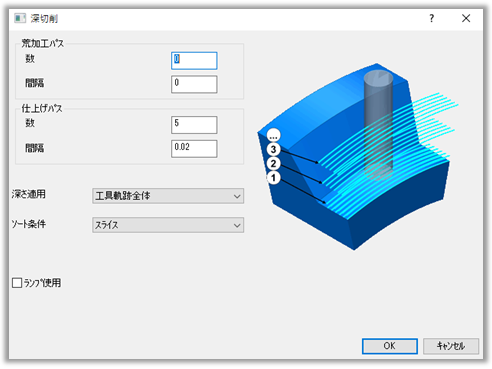 深切削
? ×
荒加工パス
数 0
間隔 0
仕上げパス
数 5
間隔 0.02
深さ適用 工具軌跡全体
ソート条件 スライス
ランプ使用
...
3
2
1
OK キャンセル